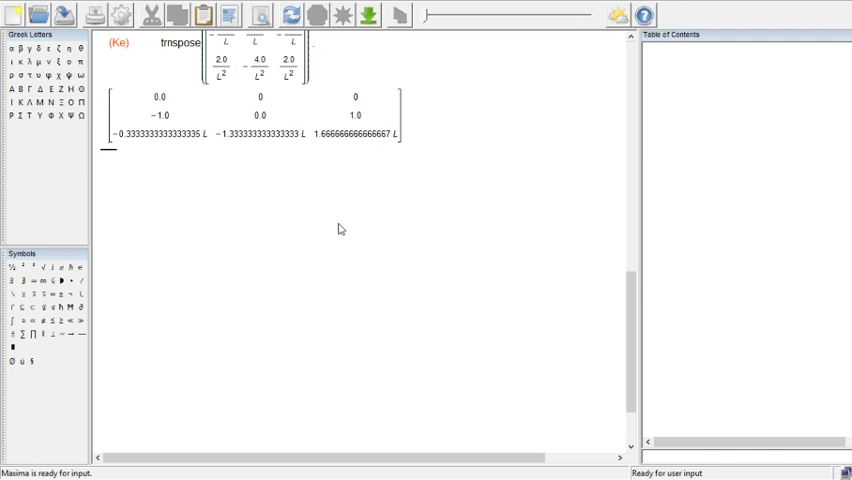 Greek Letters
Table of Contents
α β γ δ ε ζ η θ
ι κ λ μ ν ξ ο π
ρ σ τ υ φ χ ψ ω
Α Β Γ Δ Ε Ζ Η Θ
Ι Κ Λ Μ Ν Ξ Ο Π
Ρ Σ Τ Υ Φ Χ Ψ Ω
(Ke) trnspose
L L L
2.0 4.0 2.0
L² L² L²
0.0 0 0
-1.0 0.0 1.0
-0.3333333333333335 L -1.333333333333333 L 1.666666666666667 L
Symbols
Maxima is ready for input.
Ready for user input